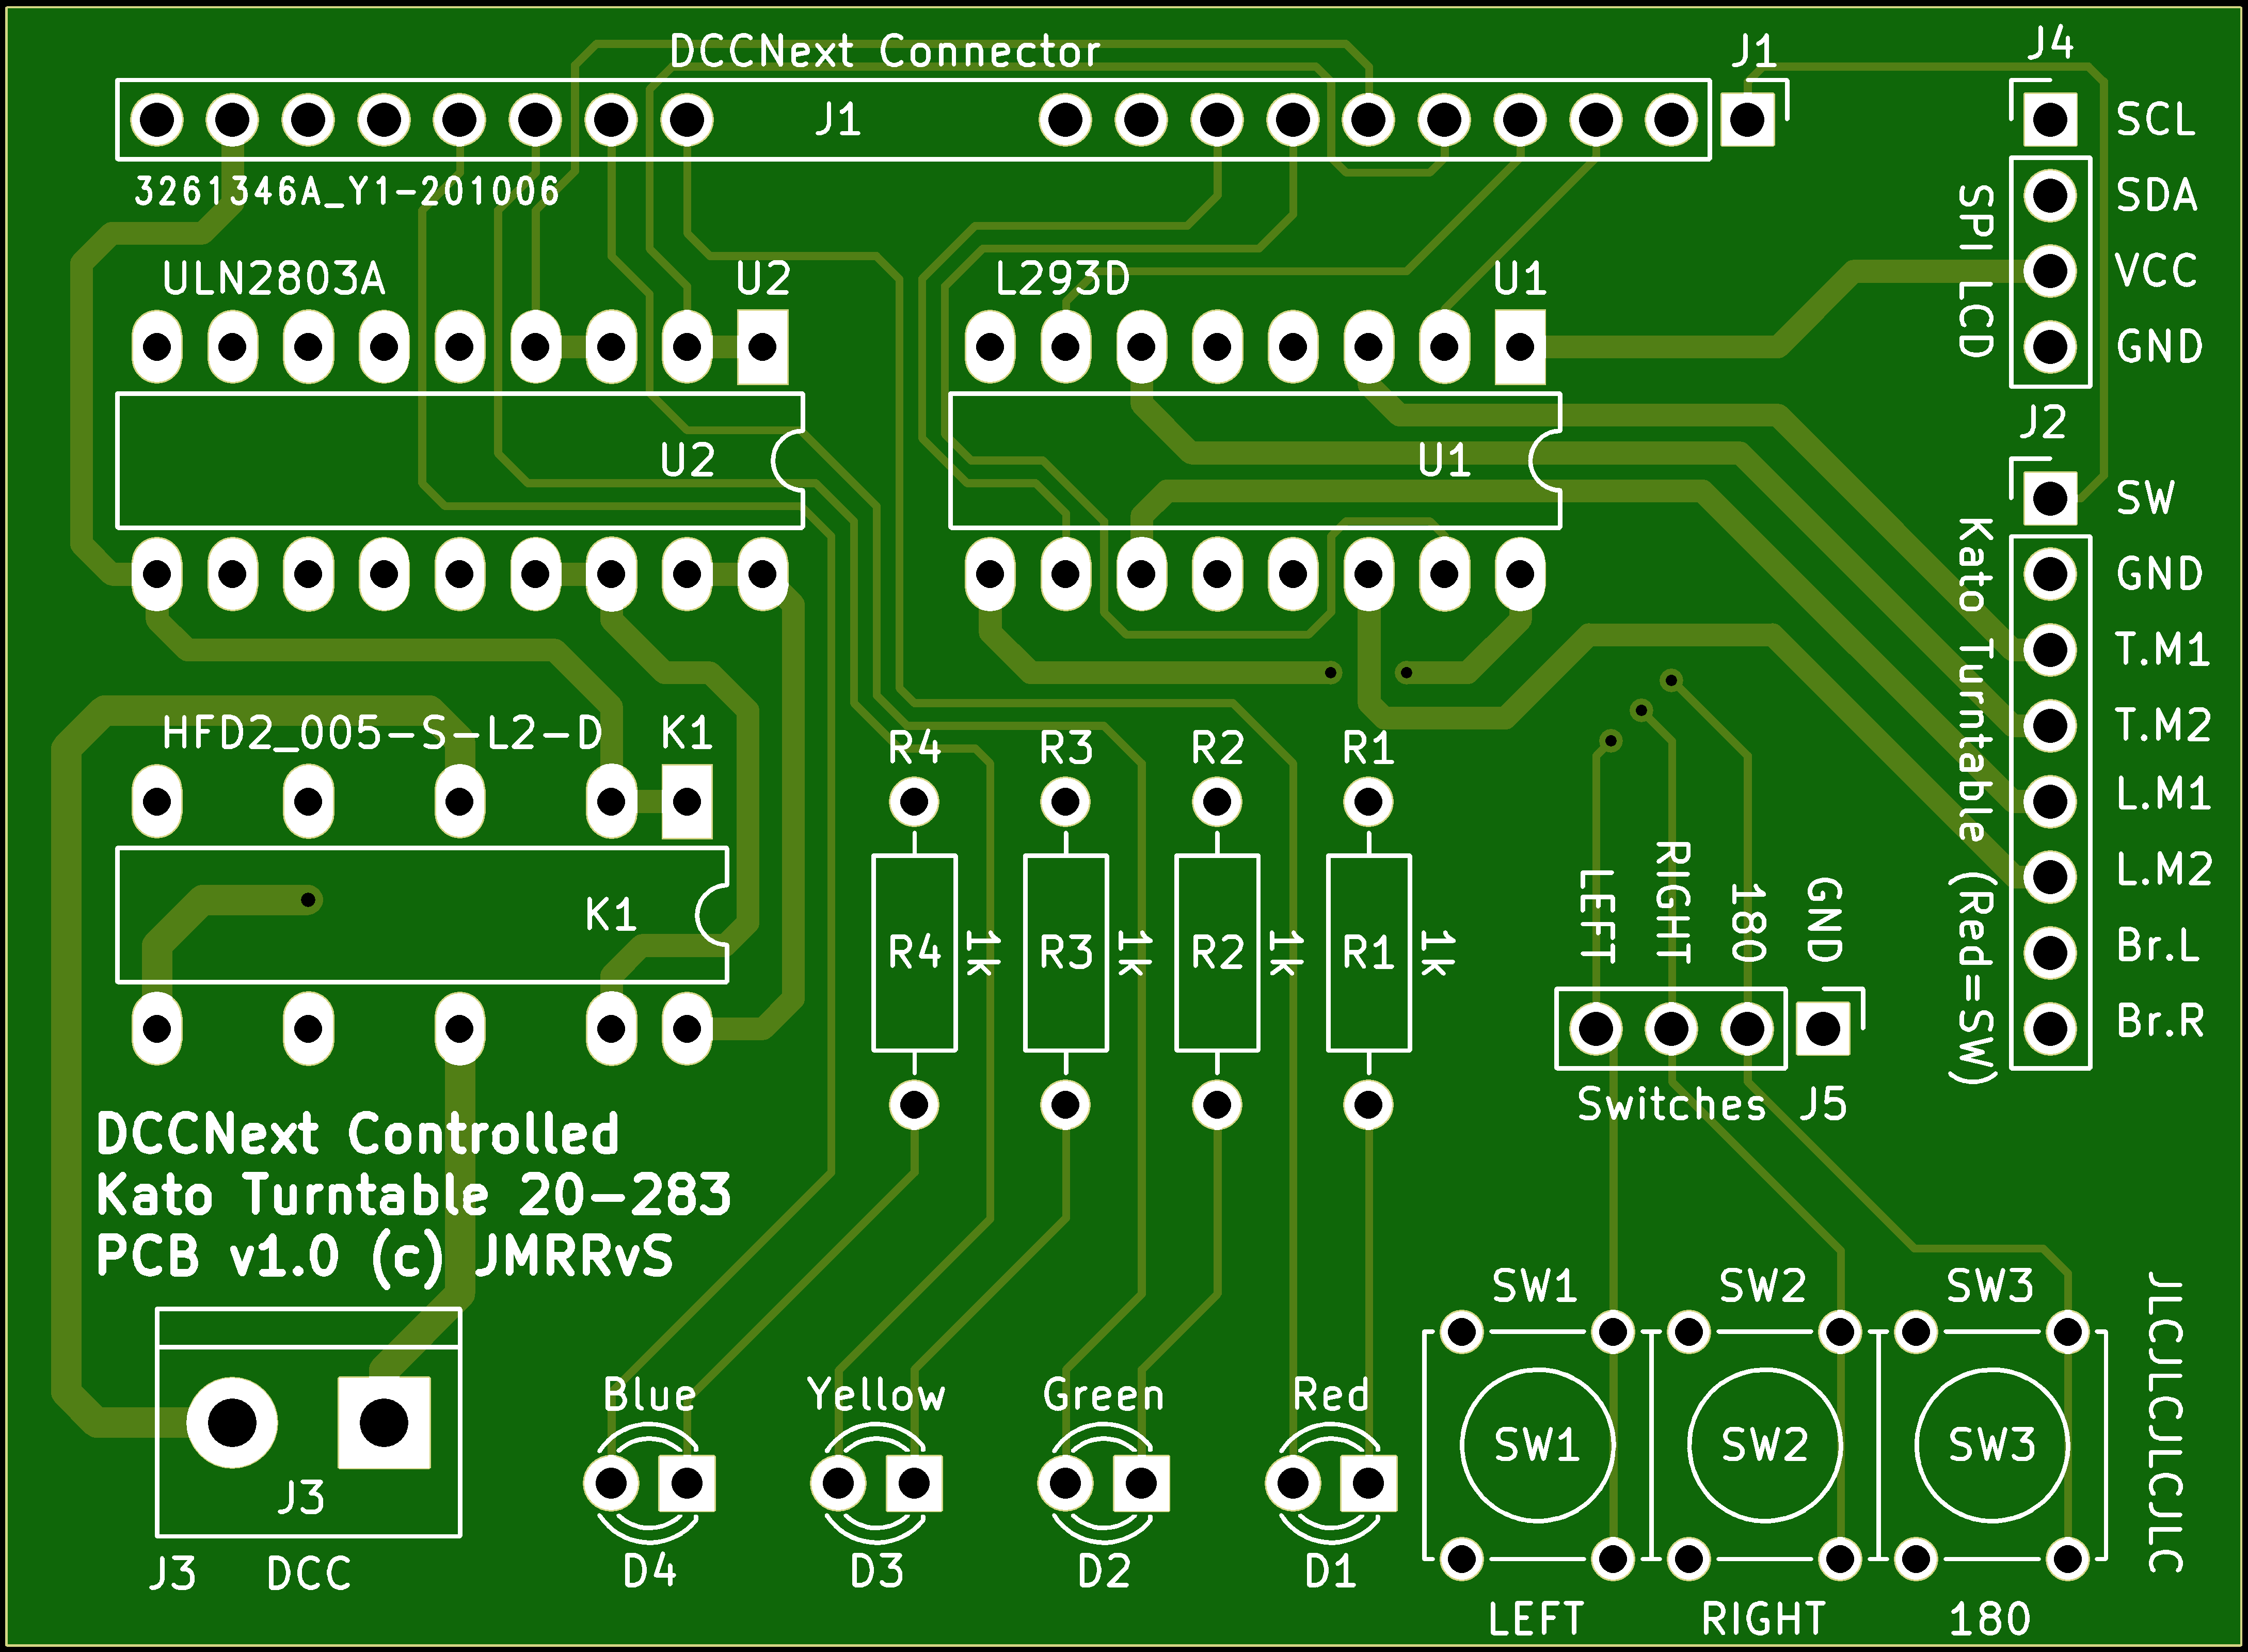 DCCNext Connector
J1
J4
J1
SCL
3261346A_Y1-201006
SDA
SPI LCD
ULN2803A
U2
L293D
U1
VCC
GND
J2
U2
U1
SW
Kato Turntable (Red=SW)
GND
T.M1
T.M2
L.M1
L.M2
Br.L
Br.R
HFD2_005-S-L2-D
K1
R4
R3
R2
R1
K1
R4
1k
R3
1k
R2
1k
R1
1k
LEFT
RIGHT
180
GND
Switches
J5
DCCNext Controlled
Kato Turntable 20-283
PCB v1.0 (c) JMRRvS
SW1
SW2
SW3
JLCJLCJLCJLC
Blue
Yellow
Green
Red
SW1
SW2
SW3
J3
J3
DCC
D4
D3
D2
D1
LEFT
RIGHT
180